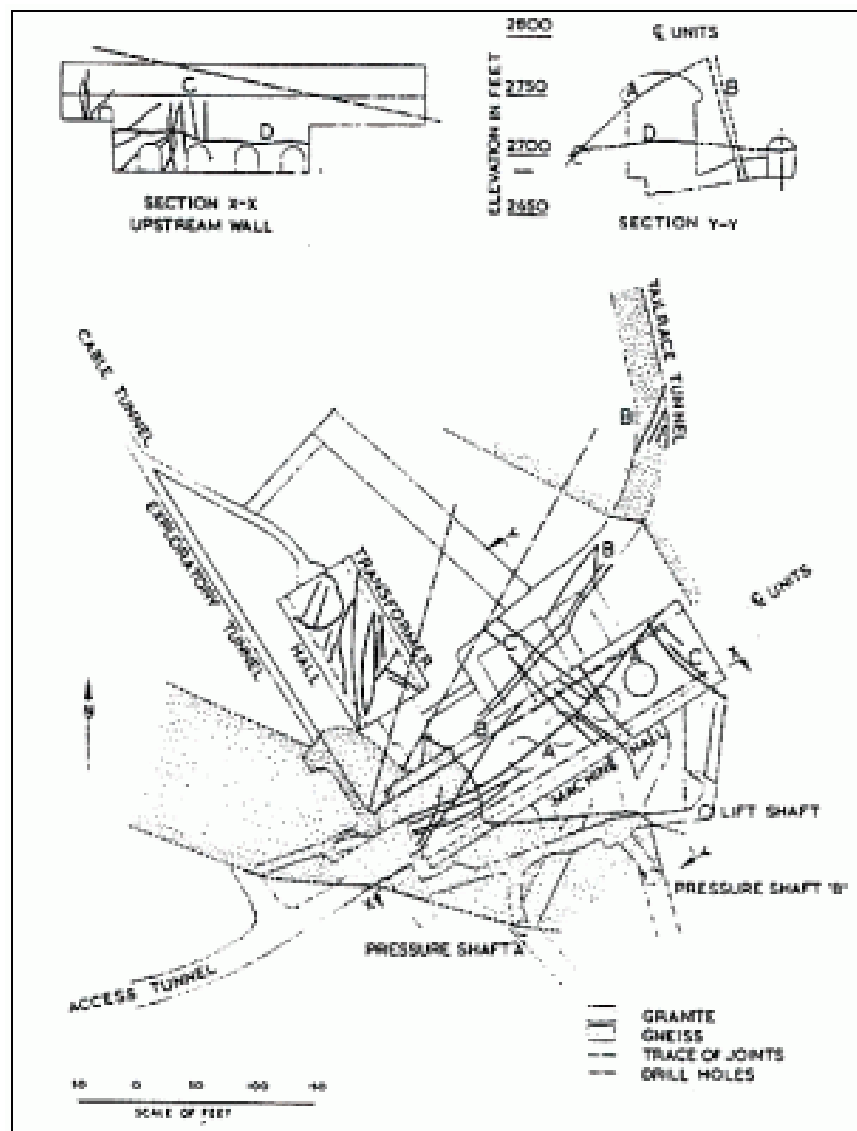 2800
2750
2700
2650
ELEVATION IN FEET
℄ UNITS
C
D
A
B
D
SECTION X-X
UPSTREAM WALL
SECTION Y-Y
CABLE TUNNEL
EXPLORATORY TUNNEL
TRANSFORMER
HALL
TAILRACE TUNNEL
B
B
C
C
B
A
℄ UNITS
X
MACHINE HALL
LIFT SHAFT
PRESSURE SHAFT 'B'
PRESSURE SHAFT A
ACCESS TUNNEL
N
GRANITE
GNEISS
TRACE OF JOINTS
DRILL HOLES
0
50
100
SCALE OF FEET